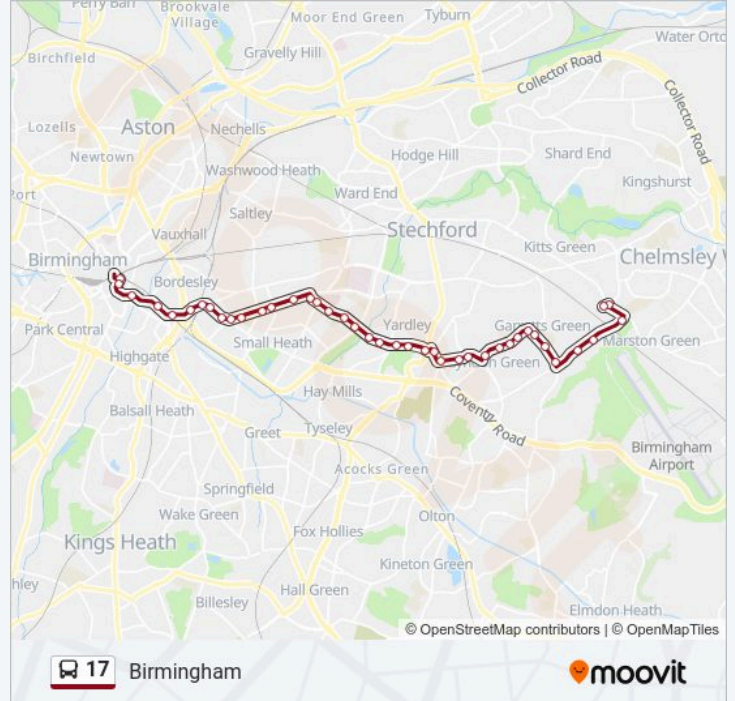 Perry Barr
Brookvale
Village
Moor End Green
Tyburn
Water Orto
Birchfield
Gravelly Hill
Collector Road
Collector Road
Lozells
Aston
Nechells
Hodge Hill
Shard End
Newtown
Washwood Heath
Kingshurst
Port
Ward End
Saltley
Stechford
Vauxhall
Kitts Green
Birmingham
Chelmsley W
Bordesley
Park Central
Yardley
Garretts Green
Small Heath
Marston Green
Highgate
Green
Hay Mills
Balsall Heath
Coventry Road
Greet
Tyseley
Birmingham
Airport
Acocks Green
Springfield
Wake Green
Olton
Kings Heath
Fox Hollies
Kineton Green
hley
Hall Green
Billesley
Elmdon Heath
© OpenStreetMap contributors | © OpenMapTiles
17 Birmingham
moovit